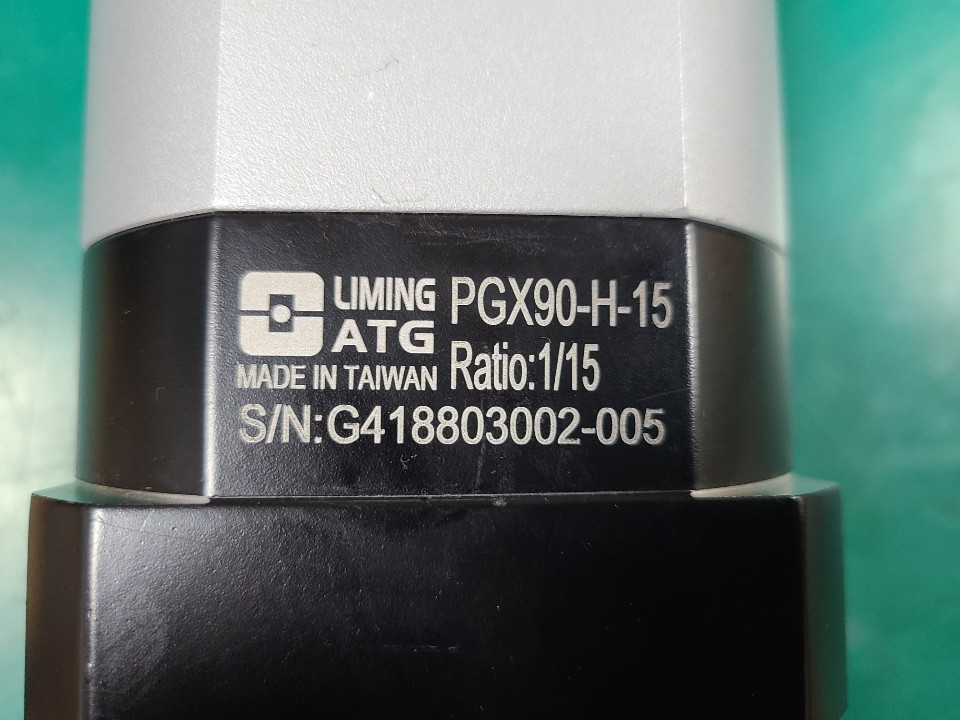 LIMING PGX90-H-15
ATG Ratio:1/15
MADE IN TAIWAN
S/N:G418803002-005